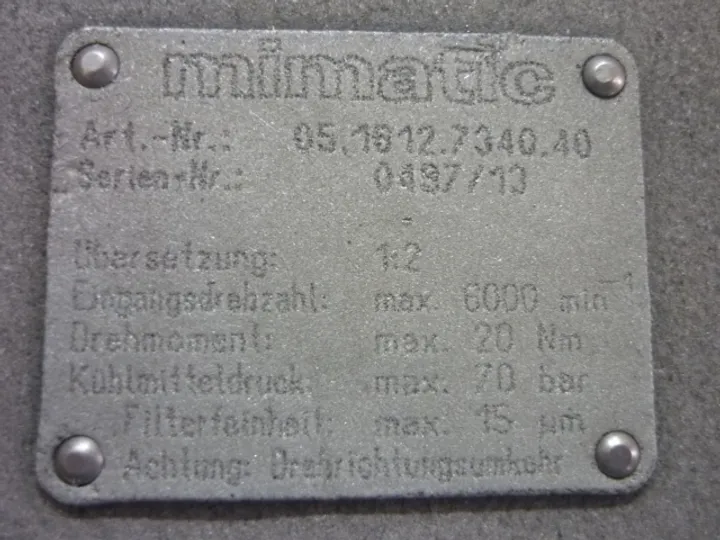 mimatic
Art.-Nr.: 05.1612.7340.40
Serien-Nr.: 0497/13
Übersetzung: 1:2
Eingangsdrehzahl: max. 6000 min⁻¹
Drehmoment: max. 20 Nm
Kühlmitteldruck: max. 70 bar
Filterfeinheit: max. 15 µm
Achtung: Drehrichtungsumkehr